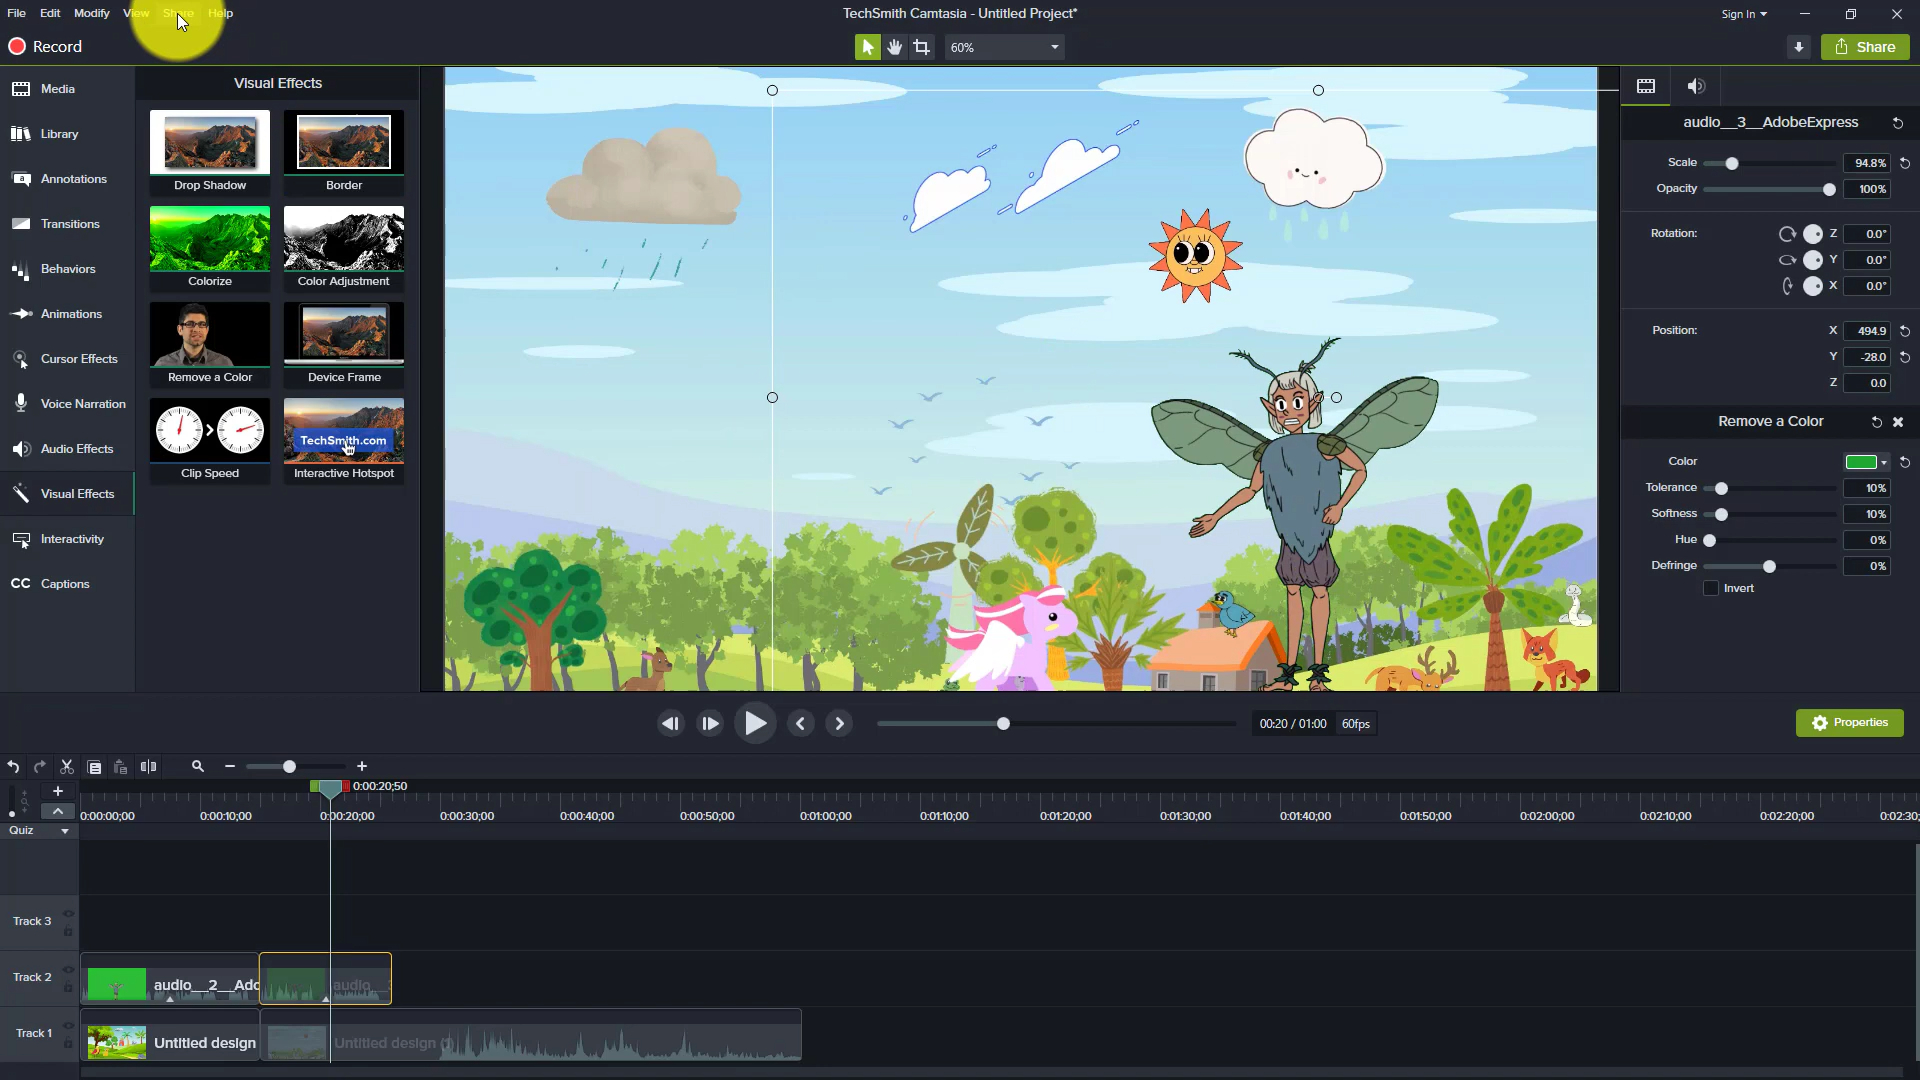 File Edit Modify View Share Help
TechSmith Camtasia - Untitled Project*
Sign In
Record
60%
Share
Media
Library
Annotations
Transitions
Behaviors
Animations
Cursor Effects
Voice Narration
Audio Effects
Visual Effects
Interactivity
CC Captions
Visual Effects
Drop Shadow Border
Colorize Color Adjustment
Remove a Color Device Frame
TechSmith.com
Clip Speed Interactive Hotspot
audio__3__AdobeExpress
Scale 94.8%
Opacity 100%
Rotation: Z 0.0°
Y 0.0°
X 0.0°
Position: X 494.9
Y -28.0
Z 0.0
Remove a Color
Color
Tolerance 10%
Softness 10%
Hue 0%
Defringe 0%
Invert
00:20 / 01:00 60fps
Properties
0:00:20;50
0:00:00;00 0:00:10;00 0:00:20;00 0:00:30;00 0:00:40;00 0:00:50;00 0:01:00;00 0:01:10;00 0:01:20;00 0:01:30;00 0:01:40;00 0:01:50;00 0:02:00;00 0:02:10;00 0:02:20;00 0:02:30;
Quiz
Track 3
Track 2
audio__2__Ado
audio__
Track 1
Untitled design
Untitled design